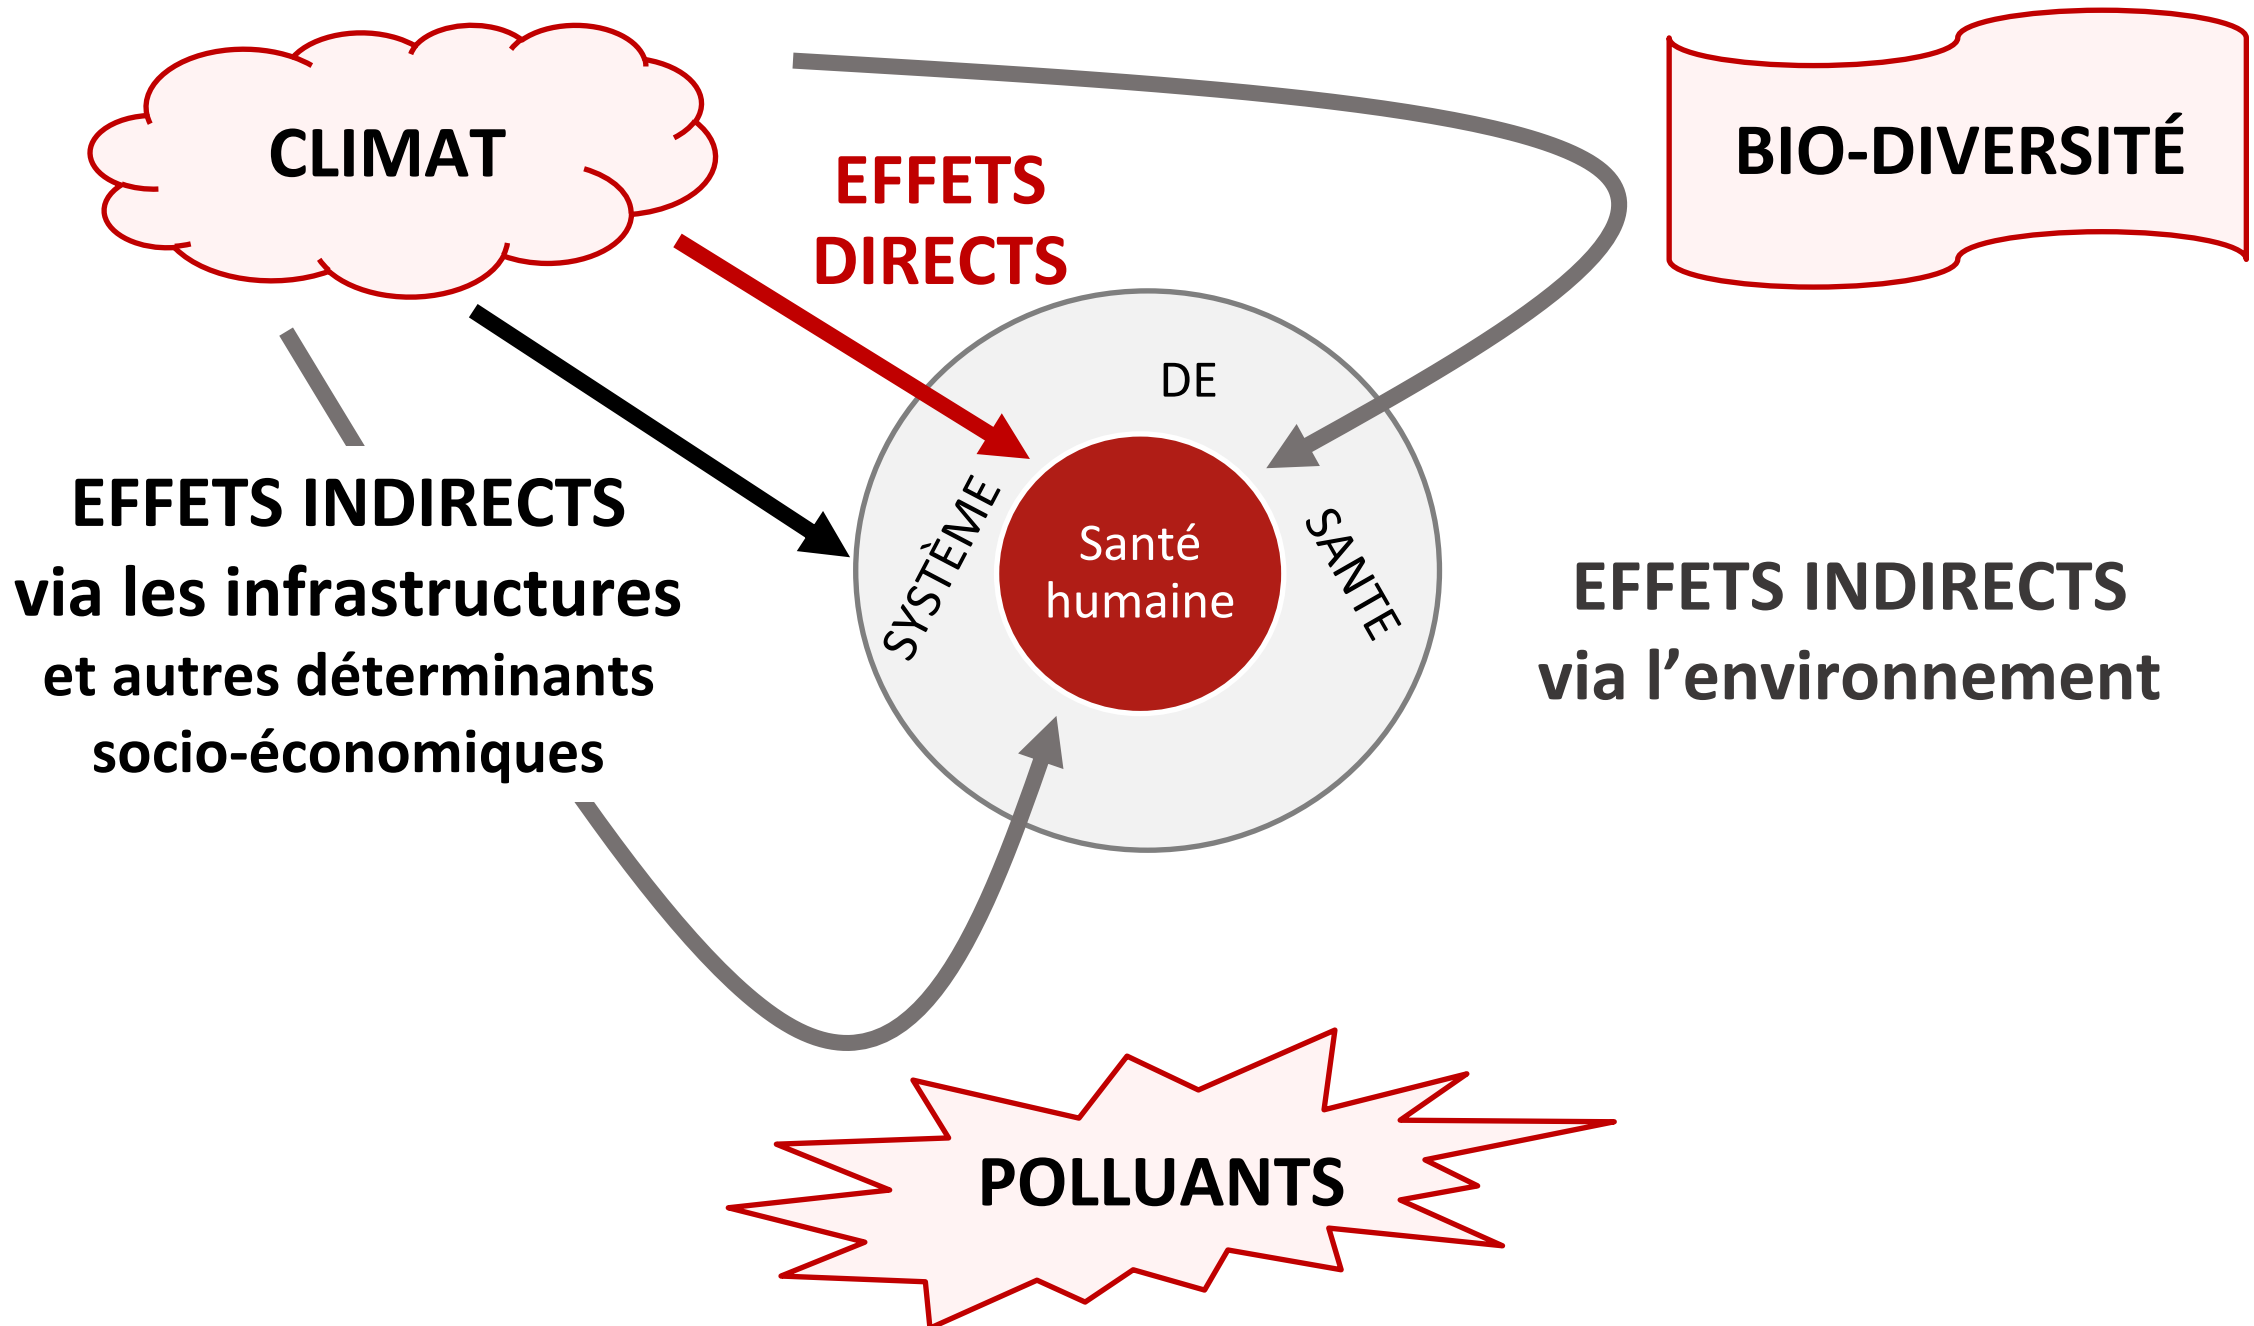 CLIMAT
BIO-DIVERSITÉ
EFFETS
DIRECTS
SYSTÈME
DE
SANTE
Santé
humaine
EFFETS INDIRECTS
via les infrastructures
et autres déterminants
socio-économiques
EFFETS INDIRECTS
via l’environnement
POLLUANTS